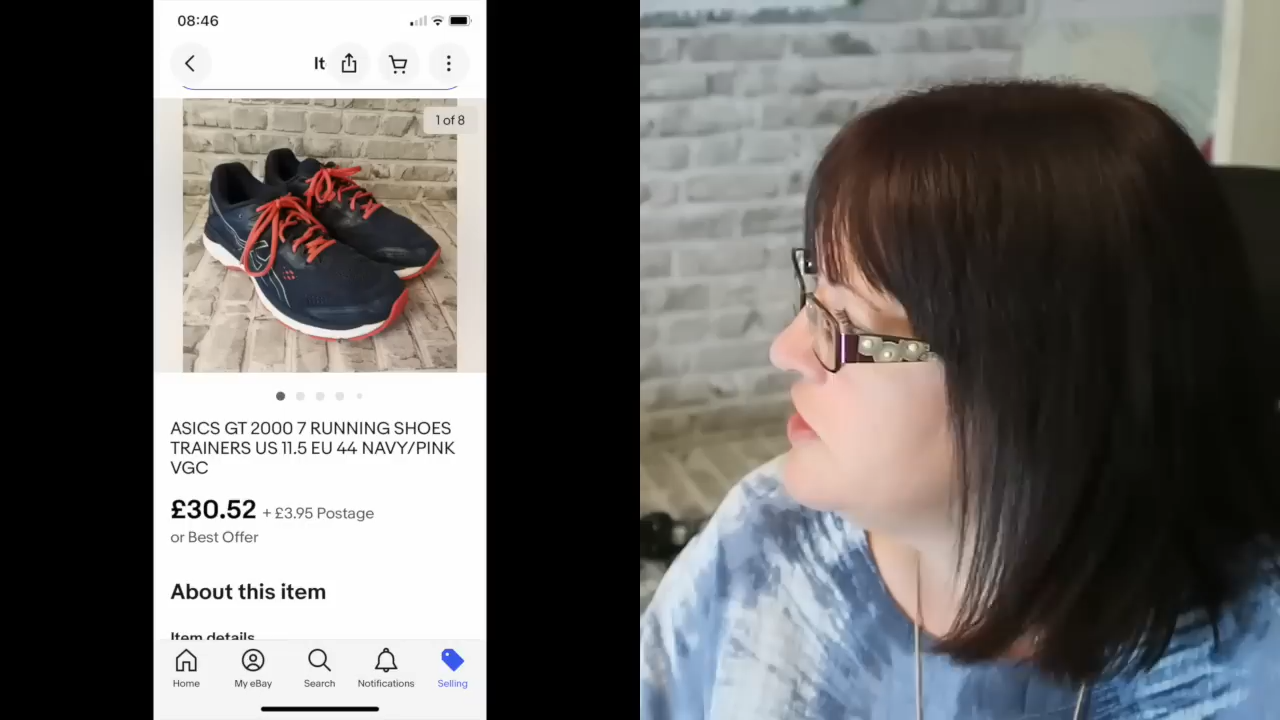 08:46
It
1 of 8
ASICS GT 2000 7 RUNNING SHOES
TRAINERS US 11.5 EU 44 NAVY/PINK
VGC
£30.52 + £3.95 Postage
or Best Offer
About this item
Item details
Home My eBay Search Notifications Selling